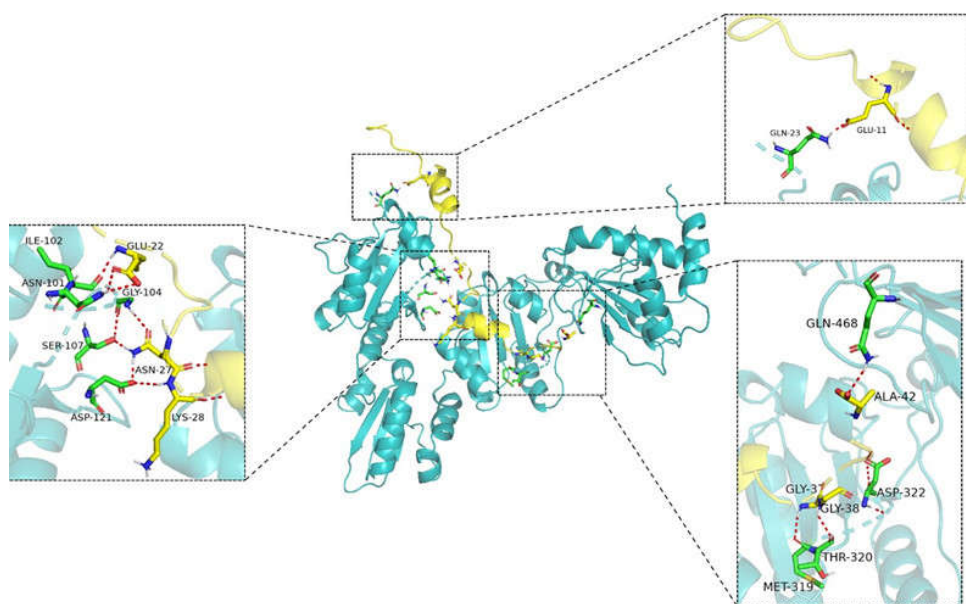 GLN-23
GLU-11
ILE-102
GLU-22
ASN-101
GLY-104
SER-107
ASN-27
ASP-121
LYS-28
GLN-468
ALA-42
GLY-37
ASP-322
GLY-38
THR-320
MET-319